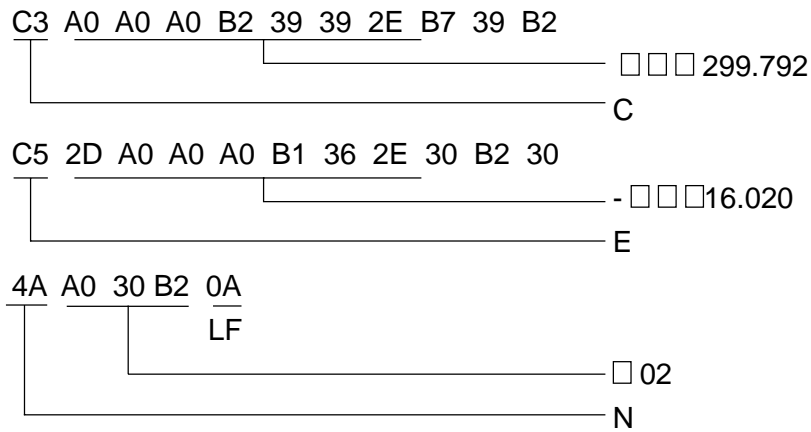 C3 A0 A0 A0 B2 39 39 2E B7 39 B2
□ □ □ 299.792
C
C5 2D A0 A0 A0 B1 36 2E 30 B2 30
- □ □ □16.020
E
4A A0 30 B2 0A
LF
□ 02
N